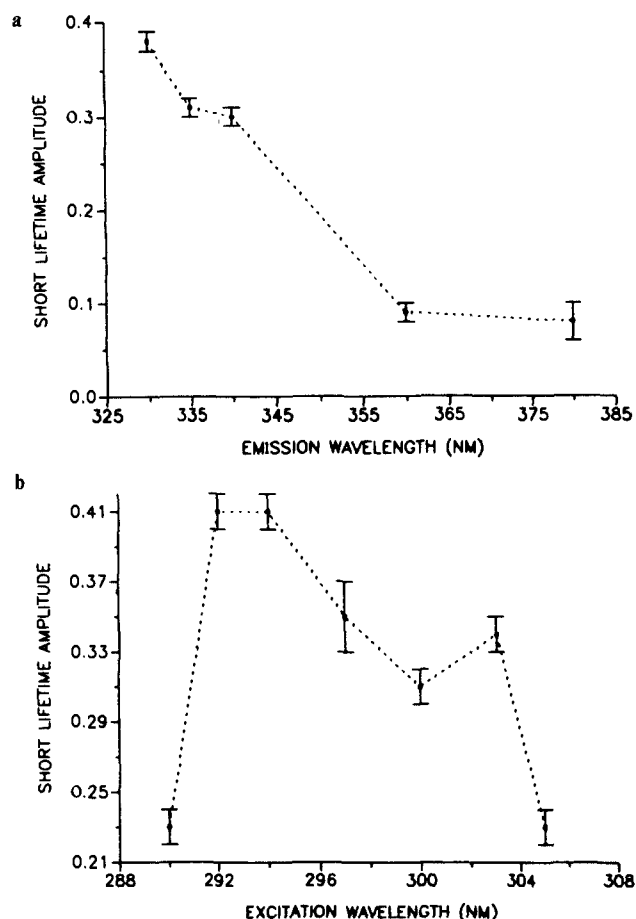 a
0.4
0.3
0.2
0.1
0.0
SHORT LIFETIME AMPLITUDE
325 335 345 355 365 375 385
EMISSION WAVELENGTH (NM)
b
0.41
0.37
0.33
0.29
0.25
0.21
SHORT LIFETIME AMPLITUDE
288 292 296 300 304 308
EXCITATION WAVELENGTH (NM)